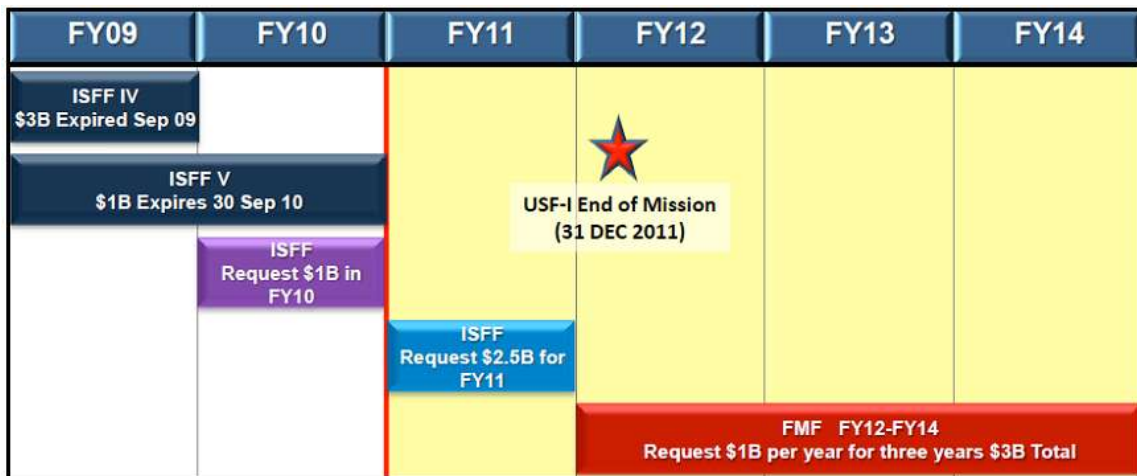 FY09 FY10 FY11 FY12 FY13 FY14
ISFF IV
$3B Expired Sep 09
ISFF V
$1B Expires 30 Sep 10
USF-I End of Mission
(31 DEC 2011)
ISFF
Request $1B in
FY10
ISFF
Request $2.5B for
FY11
FMF FY12-FY14
Request $1B per year for three years $3B Total